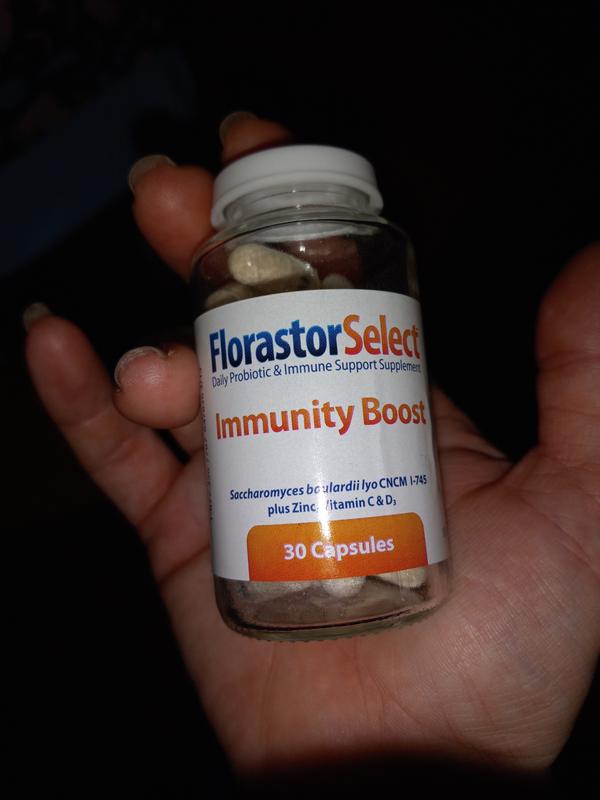 FlorastorSelect
Daily Probiotic & Immune Support Supplement
Immunity Boost
Saccharomyces boulardii lyo CNCM I-745
plus Zinc, Vitamin C & D₃
30 Capsules